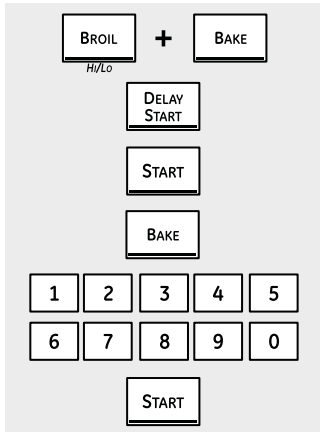 BROIL + BAKE
HI/LO
DELAY
START
START
BAKE
1 2 3 4 5
6 7 8 9 0
START